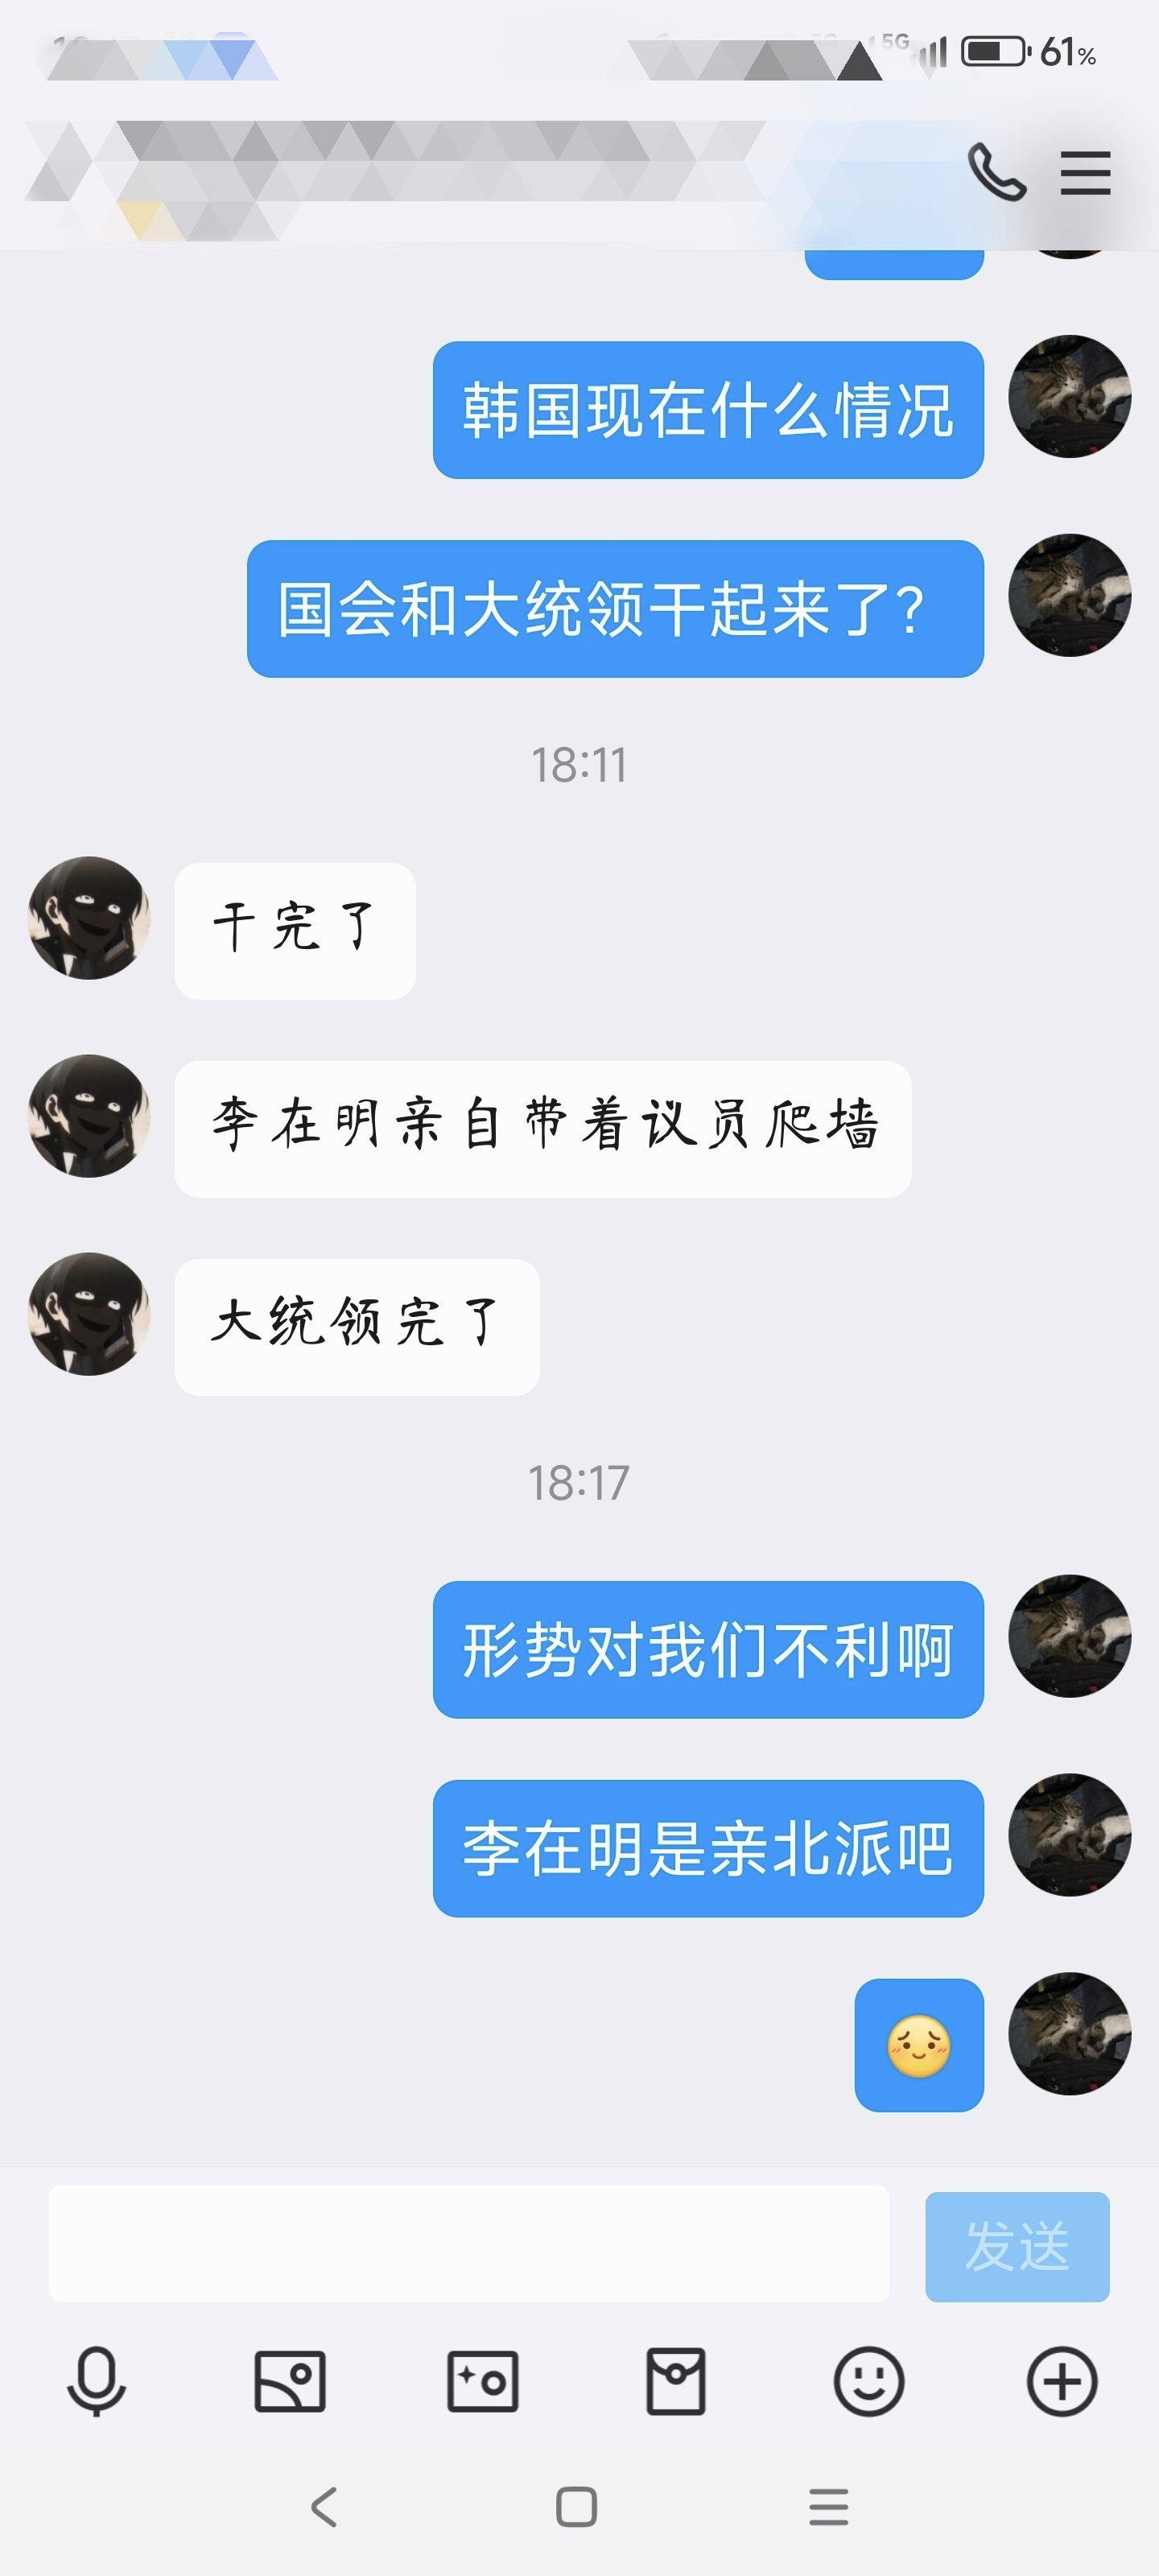 5G
61%
韩国现在什么情况
国会和大统领干起来了？
18:11
干完了
李在明亲自带着议员爬墙
大统领完了
18:17
形势对我们不利啊
李在明是亲北派吧
发送